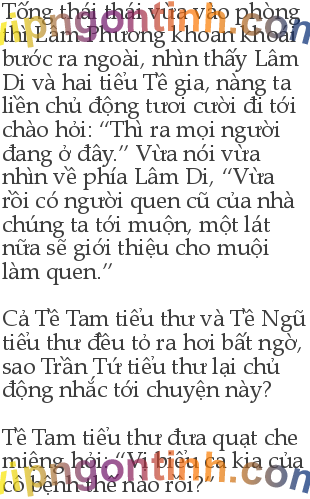 Tống thái thái vừa vào phòng
thì Lâm Phương khoan khoái
bước ra ngoài, nhìn thấy Lâm
Di và hai tiểu Tê gia, nàng ta
liền chủ động tươi cười đi tới
chào hỏi: “Thì ra mọi người
đang ở đây.” Vừa nói vừa
nhìn về phía Lâm Di, “Vừa
rồi có người quen cũ của nhà
chúng ta tới muộn, một lát
nữa sẽ giới thiệu cho muội
làm quen.”

Cả Tề Tam tiểu thư và Tề Ngũ
tiểu thư đều tỏ ra hơi bất ngờ,
sao Trần Tứ tiểu thư lại chủ
động nhắc tới chuyện này?

Tề Tam tiểu thư đưa quạt che
miệng hỏi: “Vị biểu ca kia của
cô bệnh thế nào rồi?”